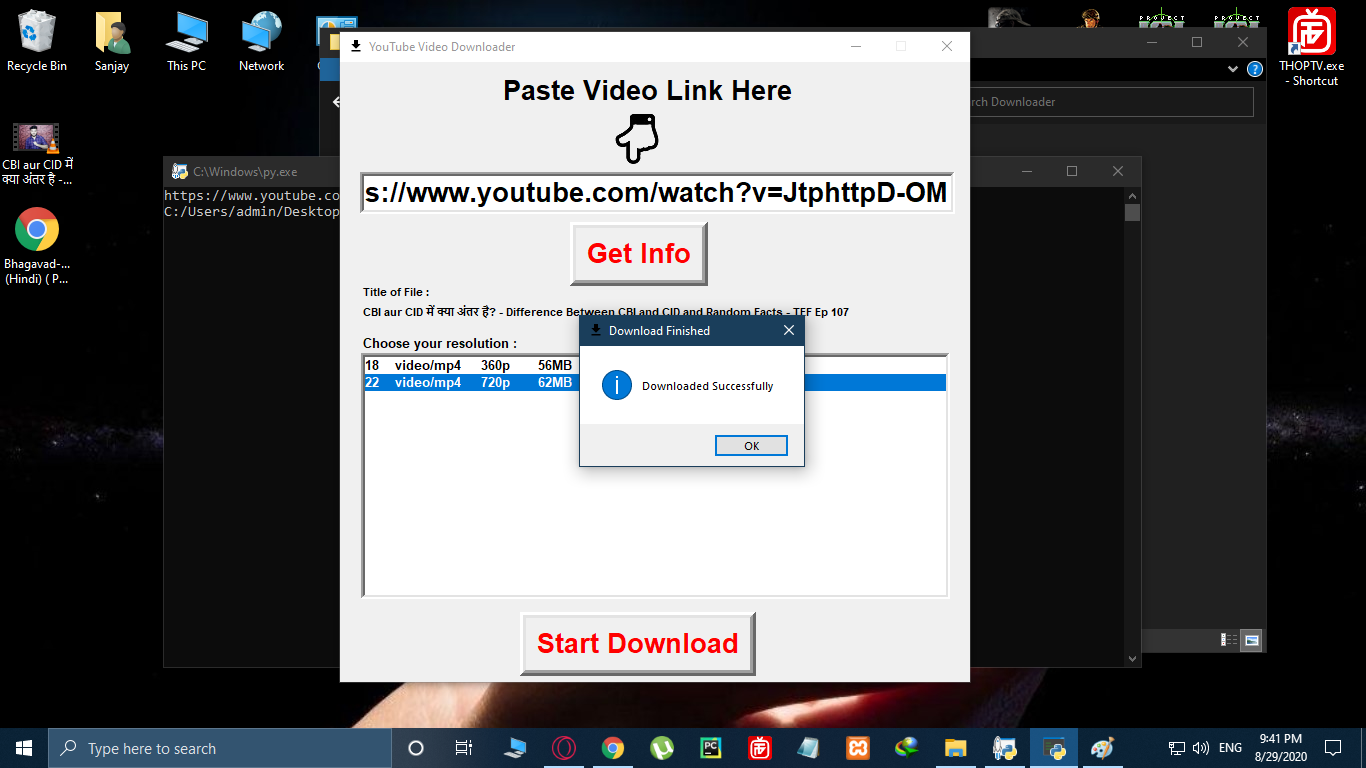 Recycle Bin
Sanjay
This PC
Network
THOPTV.exe
- Shortcut
CBI aur CID में
क्या अंतर है -...
Bhagavad-...
(Hindi) ( P...
YouTube Video Downloader
Paste Video Link Here
s://www.youtube.com/watch?v=JtphttpD-OM
Get Info
Title of File :
CBI aur CID में क्या अंतर है? - Difference Between CBI and CID and Random Facts - TFF Ep 107
Choose your resolution :
18 video/mp4 360p 56MB
22 video/mp4 720p 62MB
Download Finished
Downloaded Successfully
OK
Start Download
C:\Windows\py.exe
https://www.youtube.co
C:/Users/admin/Desktop
rch Downloader
PROJECT
PROJECT
Type here to search
PC
ENG
9:41 PM
8/29/2020